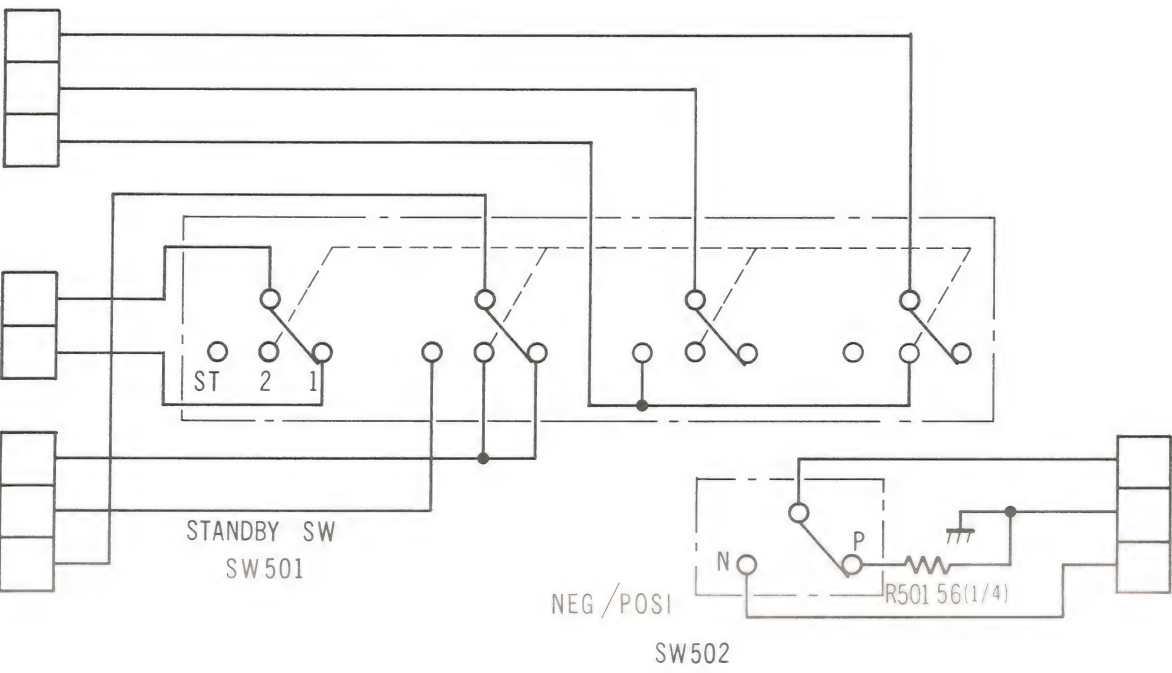 ST 2 1
STANDBY SW
SW501
N
P
R501 56(1/4)
NEG/POSI
SW502